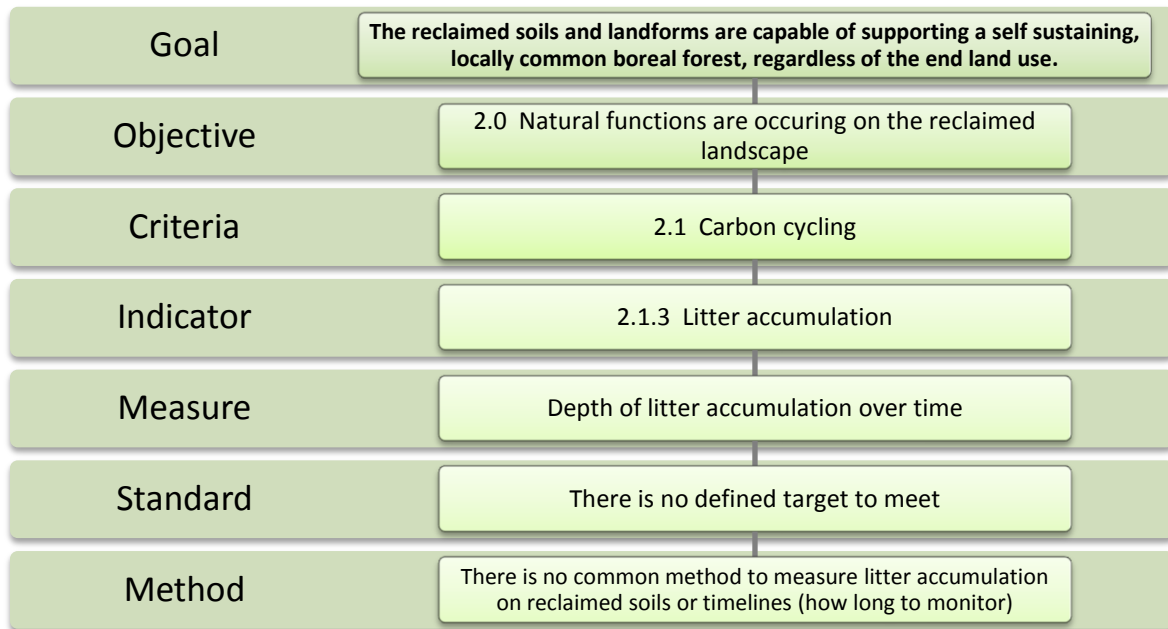 Goal
The reclaimed soils and landforms are capable of supporting a self sustaining,
locally common boreal forest, regardless of the end land use.
Objective
2.0 Natural functions are occuring on the reclaimed
landscape
Criteria
2.1 Carbon cycling
Indicator
2.1.3 Litter accumulation
Measure
Depth of litter accumulation over time
Standard
There is no defined target to meet
Method
There is no common method to measure litter accumulation
on reclaimed soils or timelines (how long to monitor)